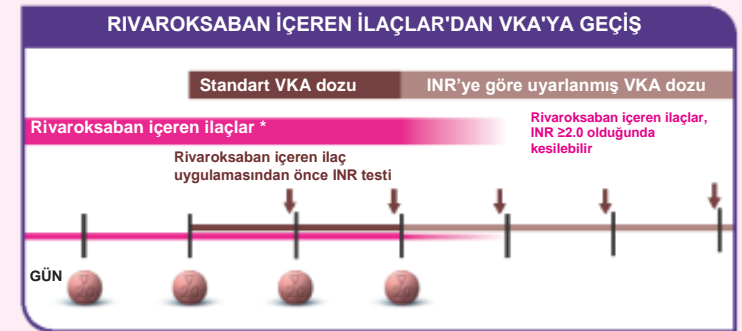 RIVAROKSABAN İÇEREN İLAÇLAR'DAN VKA'YA GEÇİŞ
Standart VKA dozu
INR'ye göre uyarlanmış VKA dozu
Rivaroksaban içeren ilaçlar *
Rivaroksaban içeren ilaçlar,
INR ≥2.0 olduğunda
kesilebilir
Rivaroksaban içeren ilaç
uygulamasından önce INR testi
GÜN